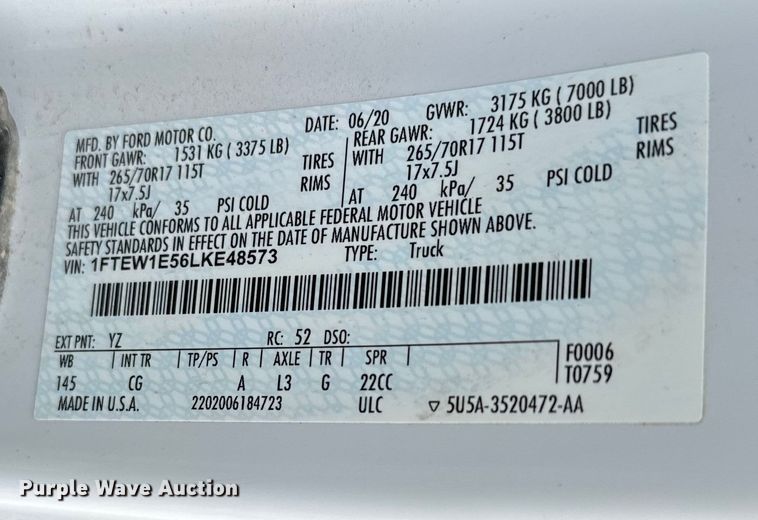 MFD. BY FORD MOTOR CO. DATE: 06/20 GVWR: 3175 KG ( 7000 LB)
FRONT GAWR: 1531 KG ( 3375 LB) REAR GAWR: 1724 KG ( 3800 LB)
WITH 265/70R17 115T TIRES WITH 265/70R17 115T TIRES
17x7.5J RIMS 17x7.5J RIMS
AT 240 kPa/ 35 PSI COLD AT 240 kPa/ 35 PSI COLD
THIS VEHICLE CONFORMS TO ALL APPLICABLE FEDERAL MOTOR VEHICLE
SAFETY STANDARDS IN EFFECT ON THE DATE OF MANUFACTURE SHOWN ABOVE.
VIN: 1FTEW1E56LKE48573 TYPE: Truck
EXT PNT: YZ RC: 52 DSO:
WB INT TR TP/PS R AXLE TR SPR F0006
145 CG A L3 G 22CC T0759
MADE IN U.S.A. 2202006184723 ULC ▽ 5U5A-3520472-AA
Purple Wave Auction